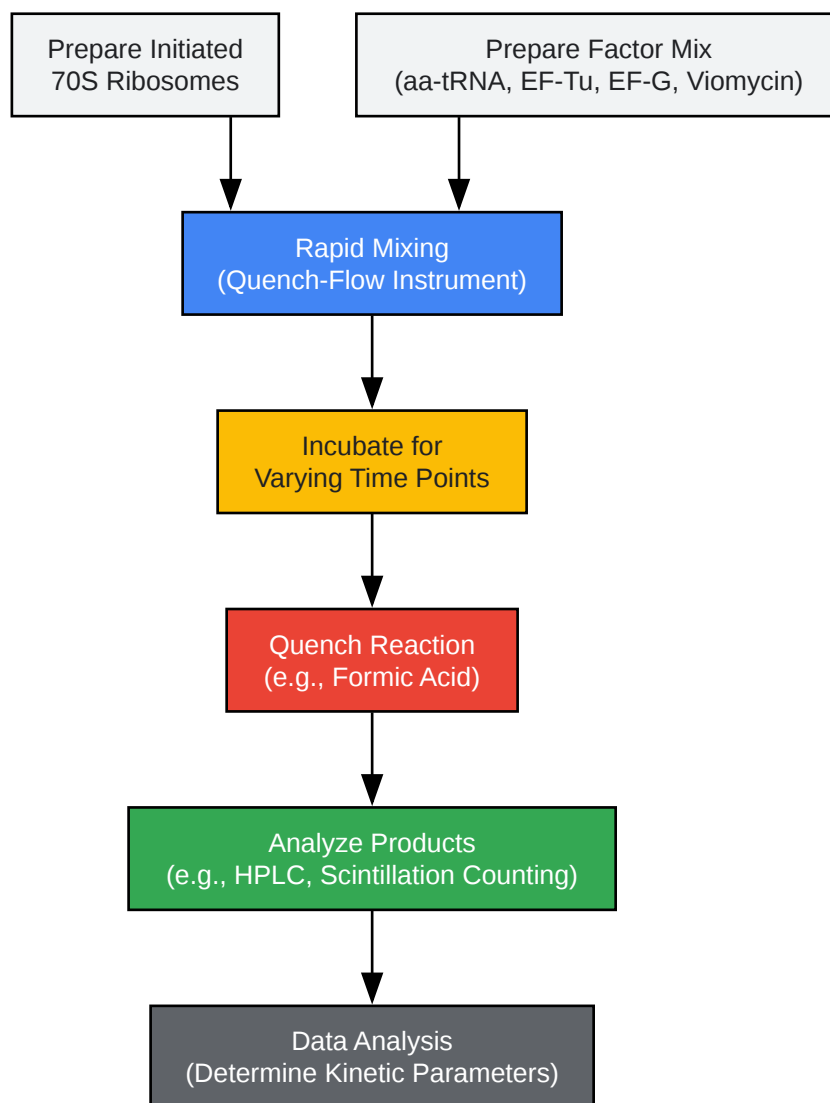 Prepare Initiated
70S Ribosomes
Prepare Factor Mix
(aa-tRNA, EF-Tu, EF-G, Viomycin)
Rapid Mixing
(Quench-Flow Instrument)
Incubate for
Varying Time Points
Quench Reaction
(e.g., Formic Acid)
Analyze Products
(e.g., HPLC, Scintillation Counting)
Data Analysis
(Determine Kinetic Parameters)